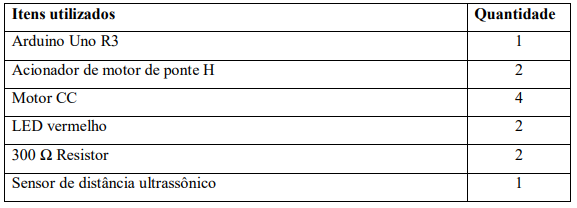 Itens utilizados Quantidade
Arduino Uno R3 1
Acionador de motor de ponte H 2
Motor CC 4
LED vermelho 2
300 Ω Resistor 2
Sensor de distância ultrassônico 1